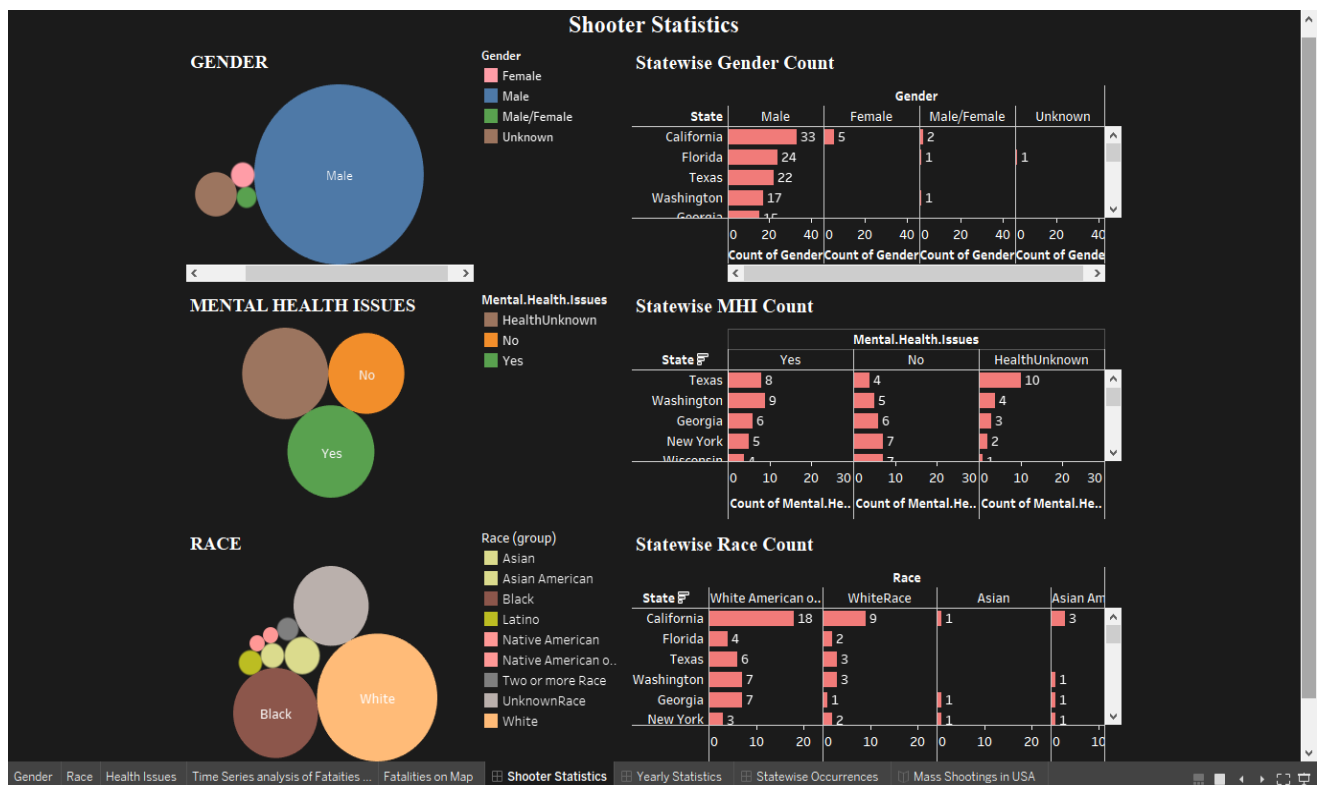 Shooter Statistics
GENDER
Male
Gender
Female
Male
Male/Female
Unknown
Statewise Gender Count
Gender
State Male Female Male/Female Unknown
California 33 5 2
Florida 24 1 1
Texas 22
Washington 17 1
Georgia 15
0 20 40 0 20 40 0 20 40 0 20 40
Count of Gender Count of Gender Count of Gender Count of Gende
MENTAL HEALTH ISSUES
No
Yes
Mental.Health.Issues
HealthUnknown
No
Yes
Statewise MHI Count
Mental.Health.Issues
State Yes No HealthUnknown
Texas 8 4 10
Washington 9 5 4
Georgia 6 6 3
New York 5 7 2
Wisconsin 4 7 1
0 10 20 30 0 10 20 30 0 10 20 30
Count of Mental.He.. Count of Mental.He.. Count of Mental.He..
RACE
White
Black
Race (group)
Asian
Asian American
Black
Latino
Native American
Native American o..
Two or more Race
UnknownRace
White
Statewise Race Count
Race
State White American o.. WhiteRace Asian Asian Am
California 18 9 1 3
Florida 4 2
Texas 6 3
Washington 7 3 1
Georgia 7 1 1 1
New York 3 2 1 1
0 10 20 0 10 20 0 10 20 0 10
Gender Race Health Issues Time Series analysis of Fataities ... Fatalities on Map Shooter Statistics Yearly Statistics Statewise Occurrences Mass Shootings in USA